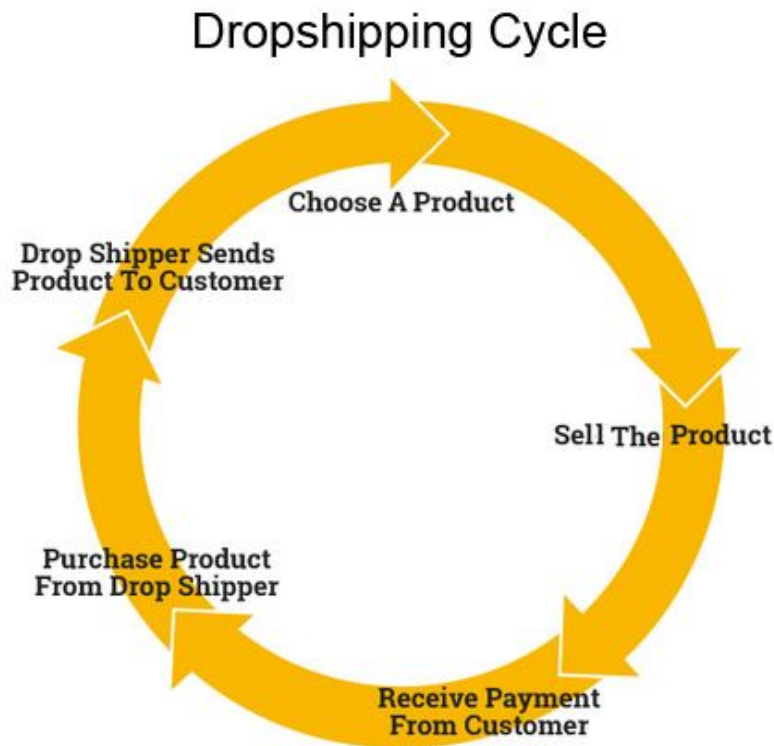 Dropshipping Cycle
Choose A Product
Sell The Product
Receive Payment
From Customer
Purchase Product
From Drop Shipper
Drop Shipper Sends
Product To Customer